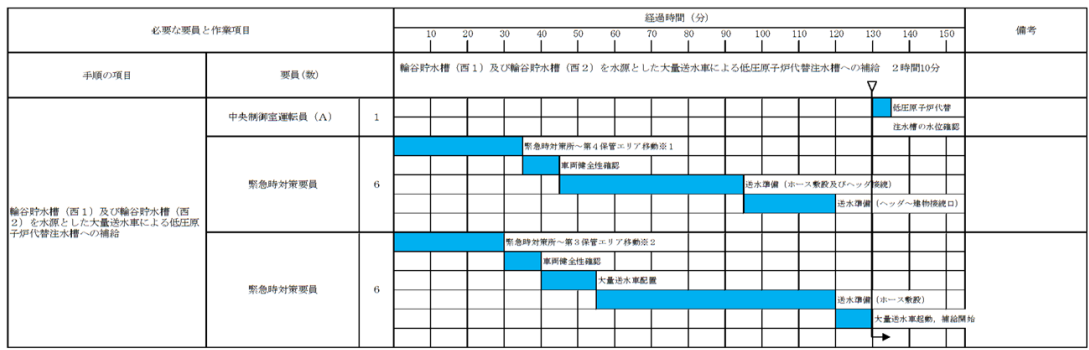 必要な要員と作業項目
経過時間（分）
備考
10 20 30 40 50 60 70 80 90 100 110 120 130 140 150
手順の項目
要員(数)
輪谷貯水槽（西１）及び輪谷貯水槽（西２）を水源とした大量送水車による低圧原子炉代替注水槽への補給　２時間10分
中央制御室運転員（Ａ）
1
低圧原子炉代替
注水槽の水位確認
輪谷貯水槽（西１）及び輪谷貯水槽（西
２）を水源とした大量送水車による低圧原
子炉代替注水槽への補給
緊急時対策要員
6
緊急時対策所～第４保管エリア移動※１
車両健全性確認
送水準備（ホース敷設及びヘッダ接続）
送水準備（ヘッダ～建物接続口）
緊急時対策要員
6
緊急時対策所～第３保管エリア移動※２
車両健全性確認
大量送水車配置
送水準備（ホース敷設）
大量送水車起動，補給開始